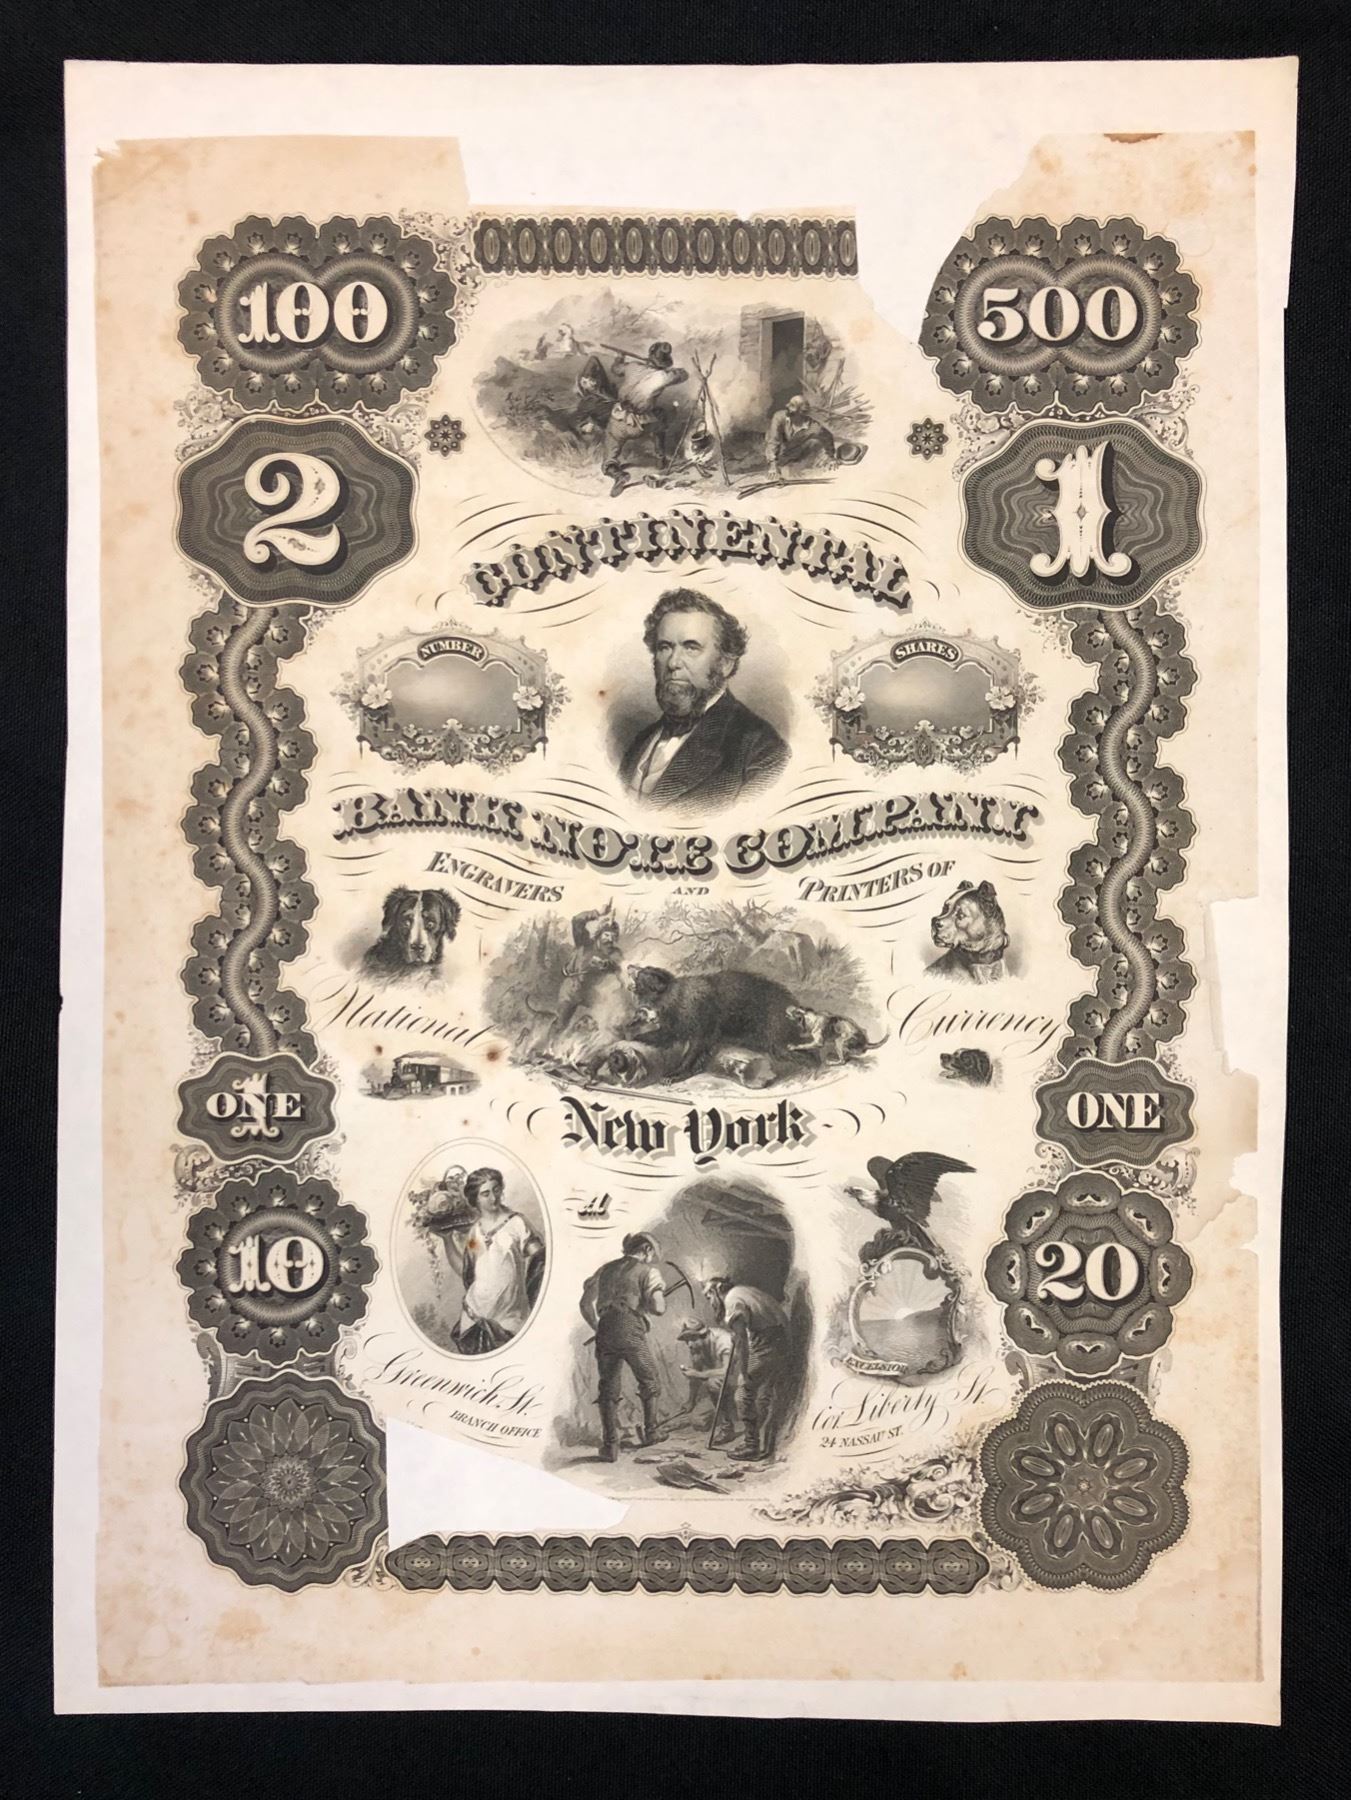 100 500
2 1
CONTINENTAL
NUMBER SHARES
BANK NOTE COMPANY
ENGRAVERS AND PRINTERS OF
National Currency
ONE 1 ONE
New York
10 20
EXCELSIOR
Greenwich St. Cor Liberty St
BRANCH OFFICE 24 NASSAU ST.